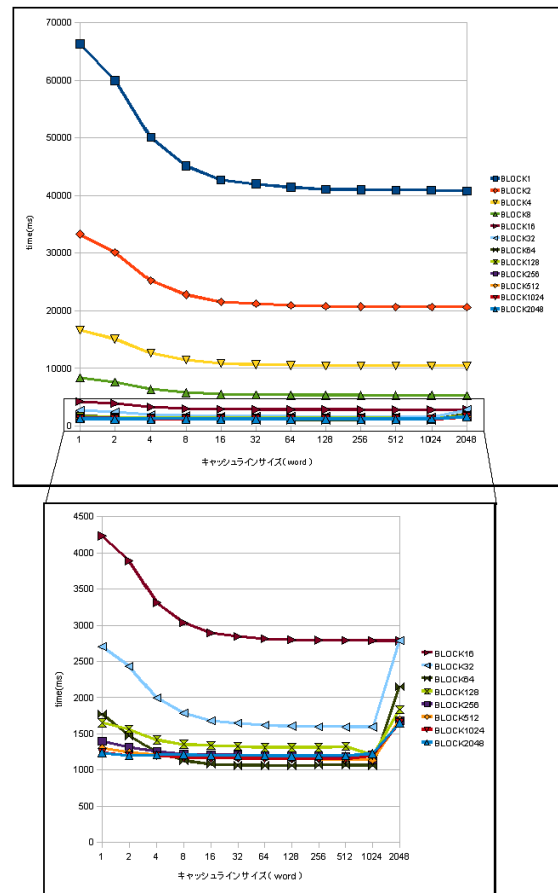 70000
60000
50000
40000
30000
20000
10000
0
time(ms)
1 2 4 8 16 32 64 128 256 512 1024 2048
キャッシュラインサイズ(word)
BLOCK1
BLOCK2
BLOCK4
BLOCK8
BLOCK16
BLOCK32
BLOCK64
BLOCK128
BLOCK256
BLOCK512
BLOCK1024
BLOCK2048
4500
4000
3500
3000
2500
2000
1500
1000
500
0
time(ms)
1 2 4 8 16 32 64 128 256 512 1024 2048
キャッシュラインサイズ(word)
BLOCK16
BLOCK32
BLOCK64
BLOCK128
BLOCK256
BLOCK512
BLOCK1024
BLOCK2048